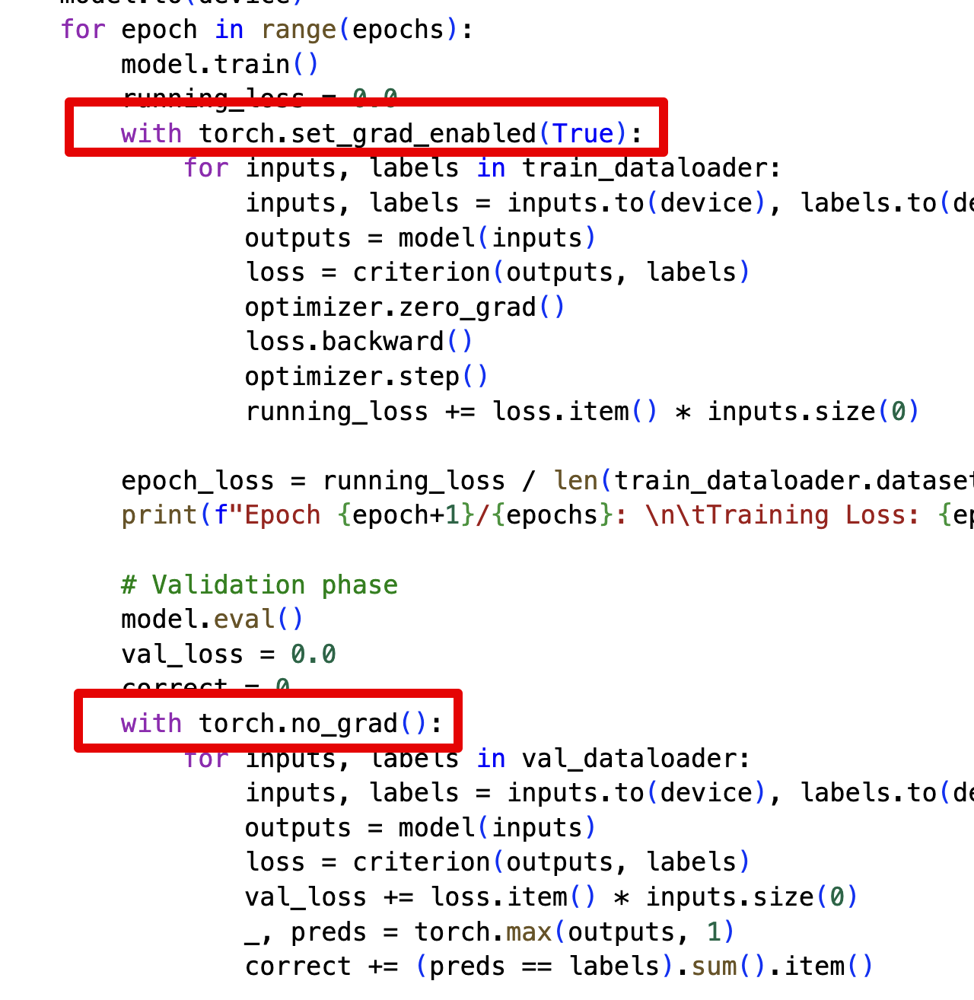 model.to(device)
for epoch in range(epochs):
model.train()
running_loss = 0.0
with torch.set_grad_enabled(True):
for inputs, labels in train_dataloader:
inputs, labels = inputs.to(device), labels.to(de
outputs = model(inputs)
loss = criterion(outputs, labels)
optimizer.zero_grad()
loss.backward()
optimizer.step()
running_loss += loss.item() * inputs.size(0)
epoch_loss = running_loss / len(train_dataloader.dataset
print(f"Epoch {epoch+1}/{epochs}: \n\tTraining Loss: {ep
# Validation phase
model.eval()
val_loss = 0.0
correct = 0
with torch.no_grad():
for inputs, labels in val_dataloader:
inputs, labels = inputs.to(device), labels.to(de
outputs = model(inputs)
loss = criterion(outputs, labels)
val_loss += loss.item() * inputs.size(0)
_, preds = torch.max(outputs, 1)
correct += (preds == labels).sum().item()